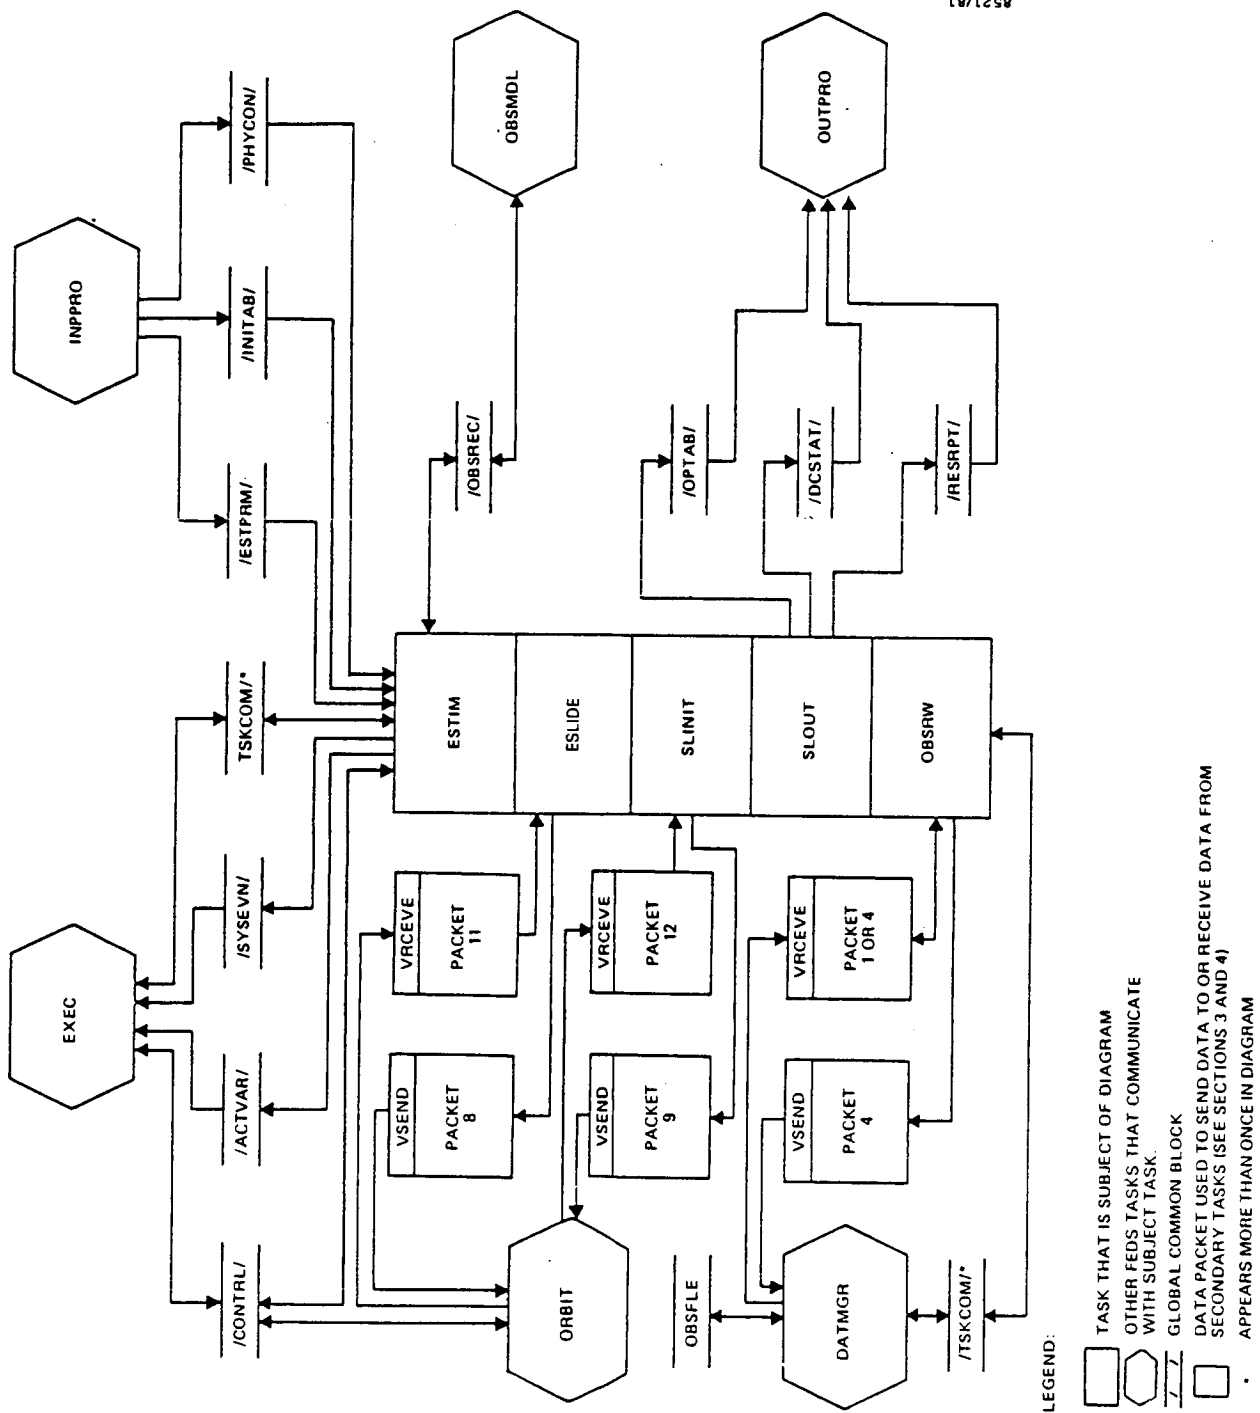 8521/81
EXEC
INPPRO
/CONTRL/
/ACTVAR/
/SYSEVN/
TSKCOM/*
/ESTPRM/
/INITAB/
/PHYCON/
ORBIT
VSEND
PACKET
8
VRCEVE
PACKET
11
ESTIM
/OBSREC/
OBSMDL
VSEND
PACKET
9
VRCEVE
PACKET
12
ESLIDE
SLINIT
OBSFLE
/OPTAB/
DATMGR
VSEND
PACKET
4
VRCEVE
PACKET
1 OR 4
SLOUT
/DCSTAT/
OUTPRO
/TSKCOM/*
OBSRW
/RESRPT/
LEGEND:
TASK THAT IS SUBJECT OF DIAGRAM
OTHER FEDS TASKS THAT COMMUNICATE
WITH SUBJECT TASK.
/ / GLOBAL COMMON BLOCK
DATA PACKET USED TO SEND DATA TO OR RECEIVE DATA FROM
SECONDARY TASKS (SEE SECTIONS 3 AND 4)
* APPEARS MORE THAN ONCE IN DIAGRAM